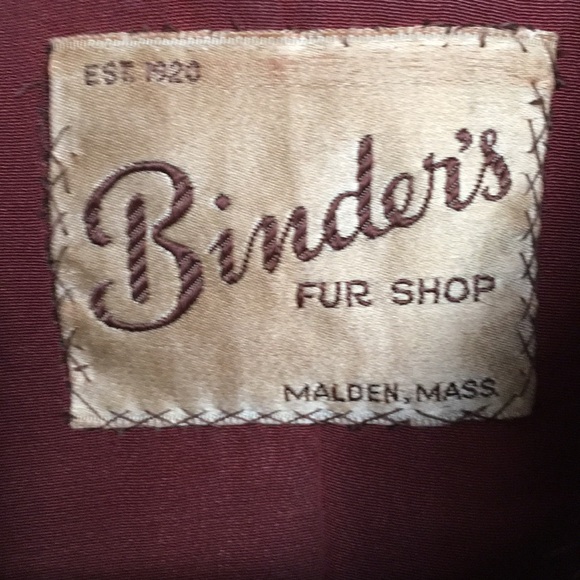 EST. 1920
Binder's
FUR SHOP
MALDEN, MASS.